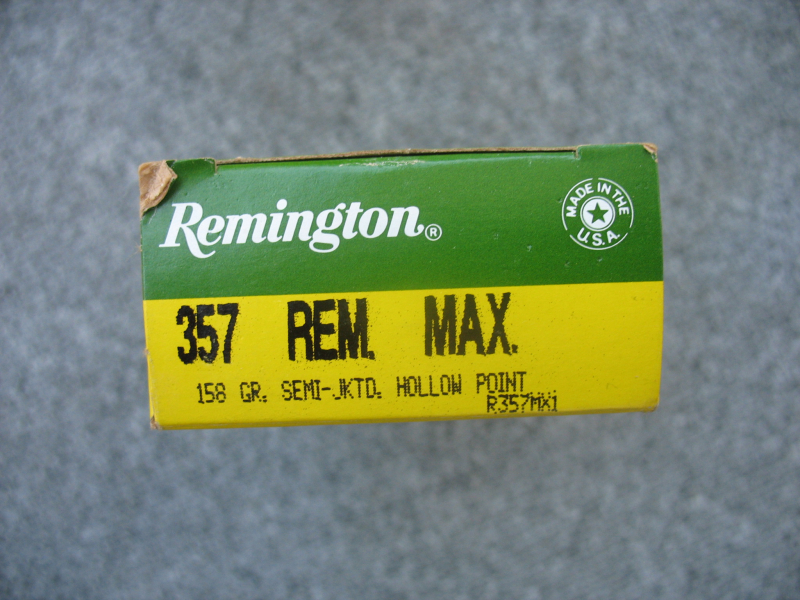 Remington®
MADE IN THE
U.S.A.
357 REM. MAX.
158 GR. SEMI-JKTD. HOLLOW POINT
R357MX1